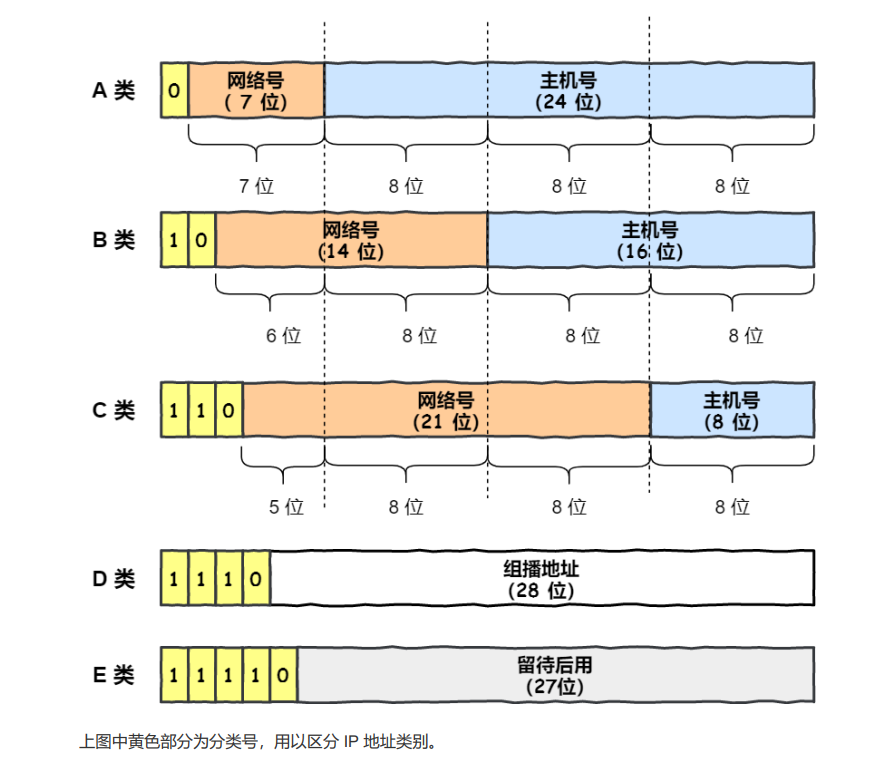 A 类
0
网络号
( 7 位)
主机号
(24 位)
7 位
8 位
8 位
8 位
B 类
1 0
网络号
(14 位)
主机号
(16 位)
6 位
8 位
8 位
8 位
C 类
1 1 0
网络号
(21 位)
主机号
(8 位)
5 位
8 位
8 位
8 位
D 类
1 1 1 0
组播地址
(28 位)
E 类
1 1 1 1 0
留待后用
(27位)
上图中黄色部分为分类号，用以区分 IP 地址类别。